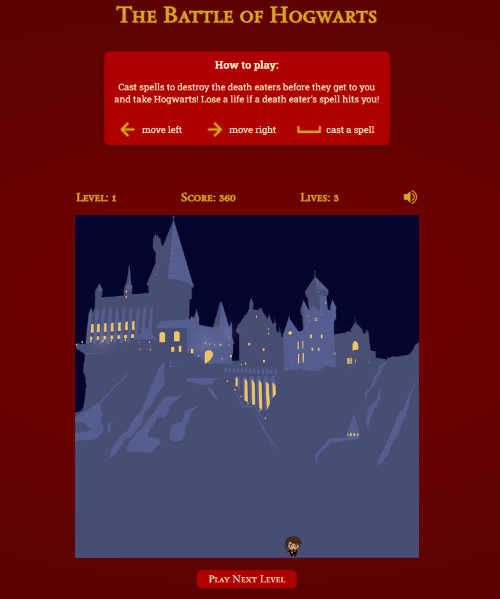 The Battle of Hogwarts
How to play:
Cast spells to destroy the death eaters before they get to you
and take Hogwarts! Lose a life if a death eater's spell hits you!
move left move right cast a spell
Level: 1 Score: 360 Lives: 3
Play Next Level